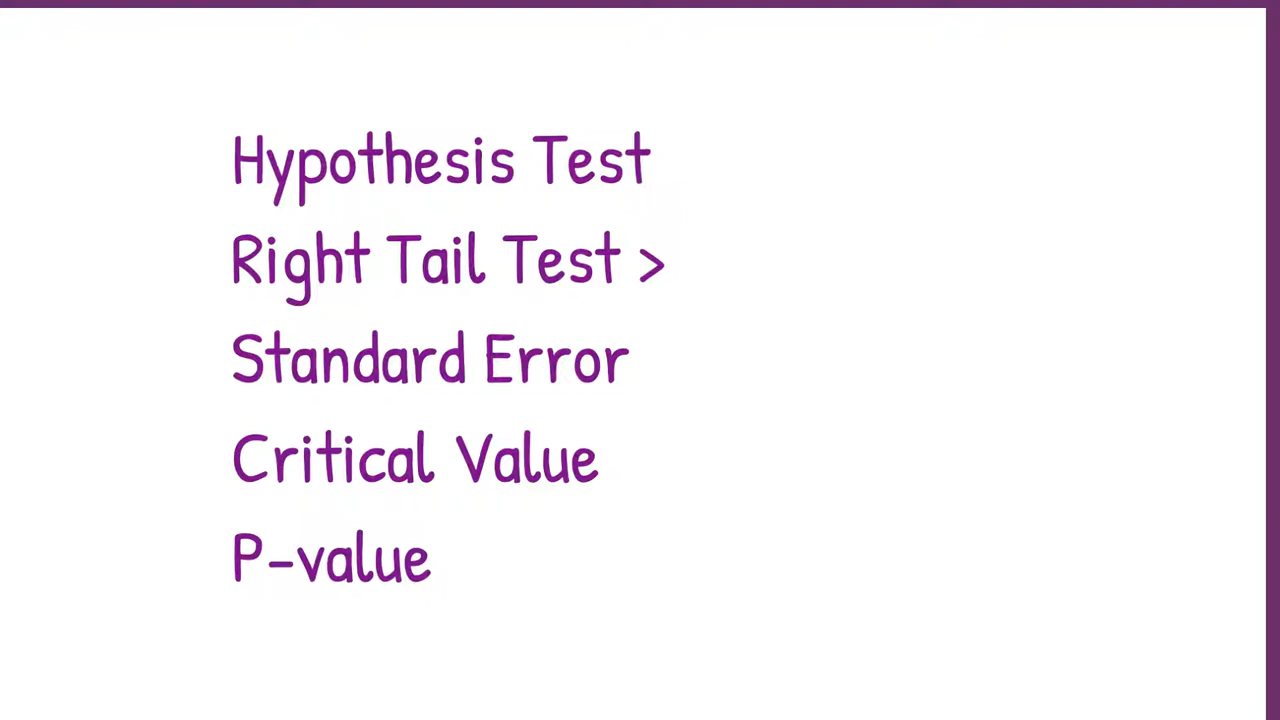 Hypothesis Test
Right Tail Test >
Standard Error
Critical Value
P-value